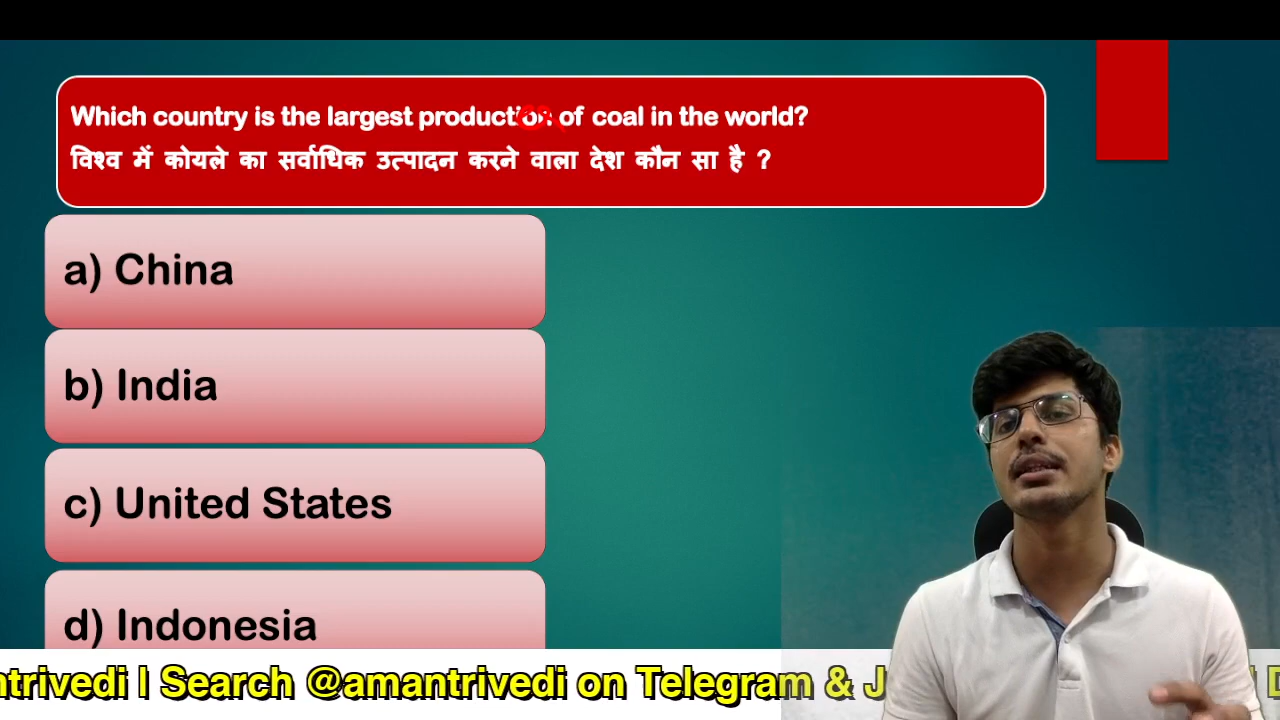 Which country is the largest production of coal in the world?
विश्व में कोयले का सर्वाधिक उत्पादन करने वाला देश कौन सा है ?
a) China
b) India
c) United States
d) Indonesia
ntrivedi I Search @amantrivedi on Telegram & J